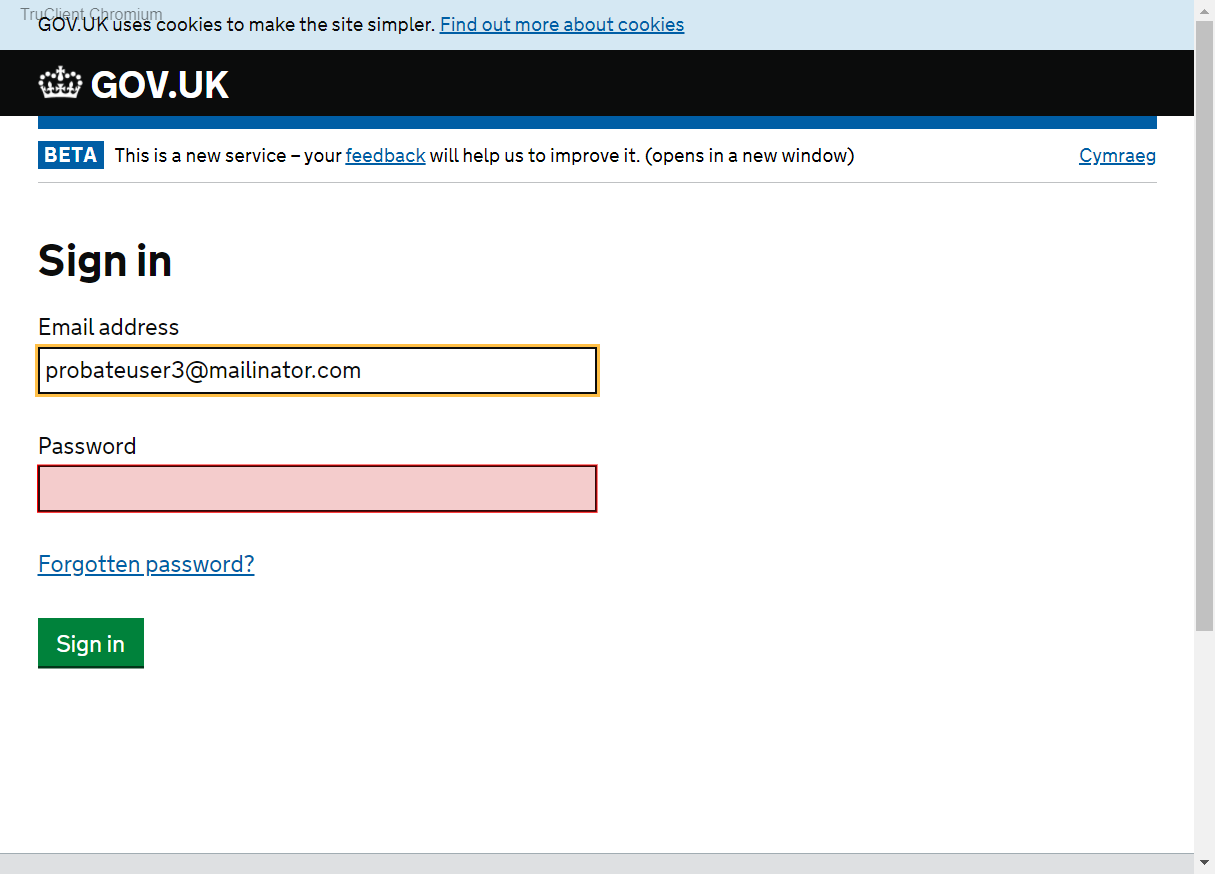 TruClient Chromium
GOV.UK uses cookies to make the site simpler. Find out more about cookies
GOV.UK
BETA This is a new service – your feedback will help us to improve it. (opens in a new window) Cymraeg
Sign in
Email address
probateuser3@mailinator.com
Password
Forgotten password?
Sign in